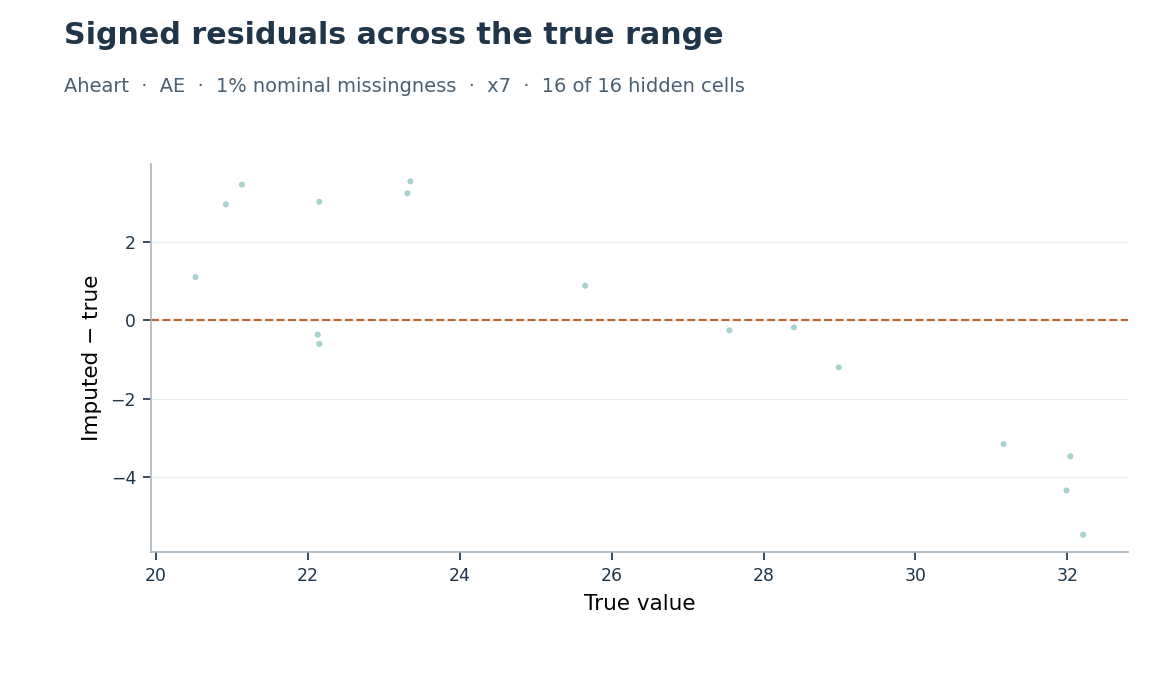 Signed residuals across the true range
Aheart · AE · 1% nominal missingness · x7 · 16 of 16 hidden cells
Imputed − true
2
0
−2
−4
20 22 24 26 28 30 32
True value